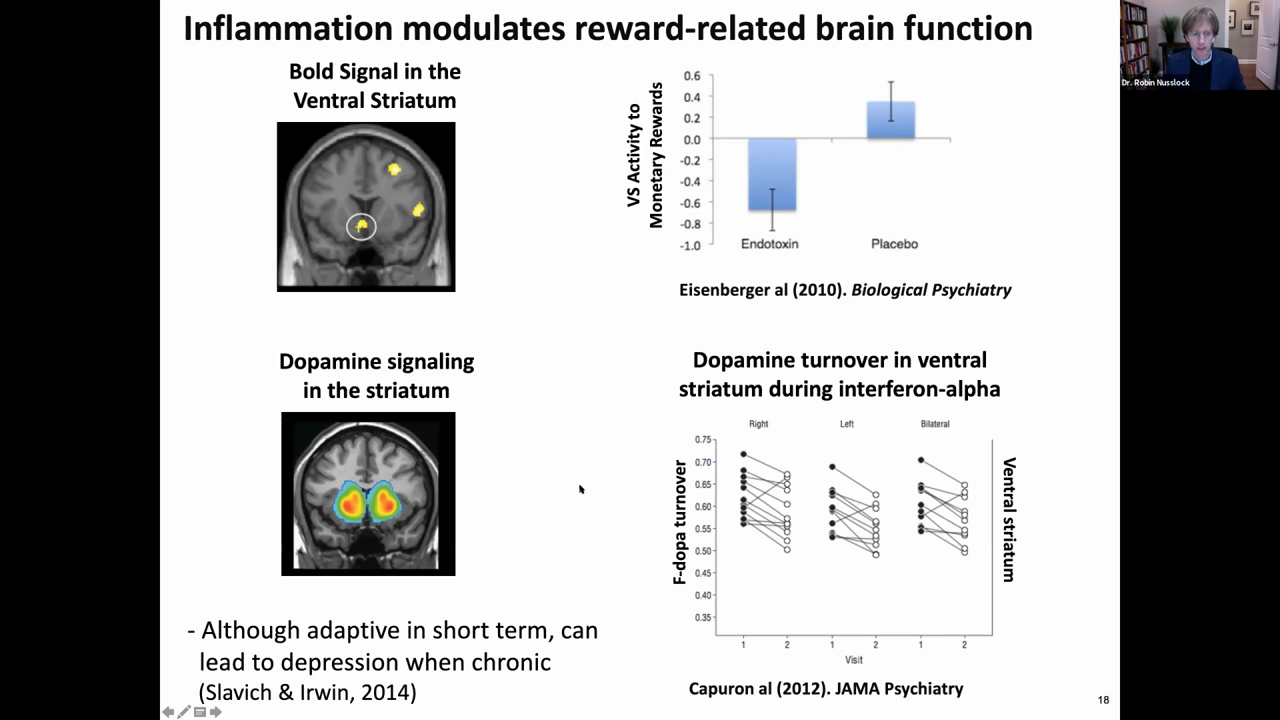 Inflammation modulates reward-related brain function
Dr. Robin Nusslock
Bold Signal in the
Ventral Striatum
VS Activity to
Monetary Rewards
0.6
0.4
0.2
0.0
-0.2
-0.4
-0.6
-0.8
-1.0
Endotoxin
Placebo
Eisenberger al (2010). Biological Psychiatry
Dopamine signaling
in the striatum
Dopamine turnover in ventral
striatum during interferon-alpha
Right
Left
Bilateral
F-dopa turnover
0.75
0.70
0.65
0.60
0.55
0.50
0.45
0.40
0.35
Ventral striatum
1 2 1 2 1 2
Visit
Capuron al (2012). JAMA Psychiatry
- Although adaptive in short term, can
lead to depression when chronic
(Slavich & Irwin, 2014)
18